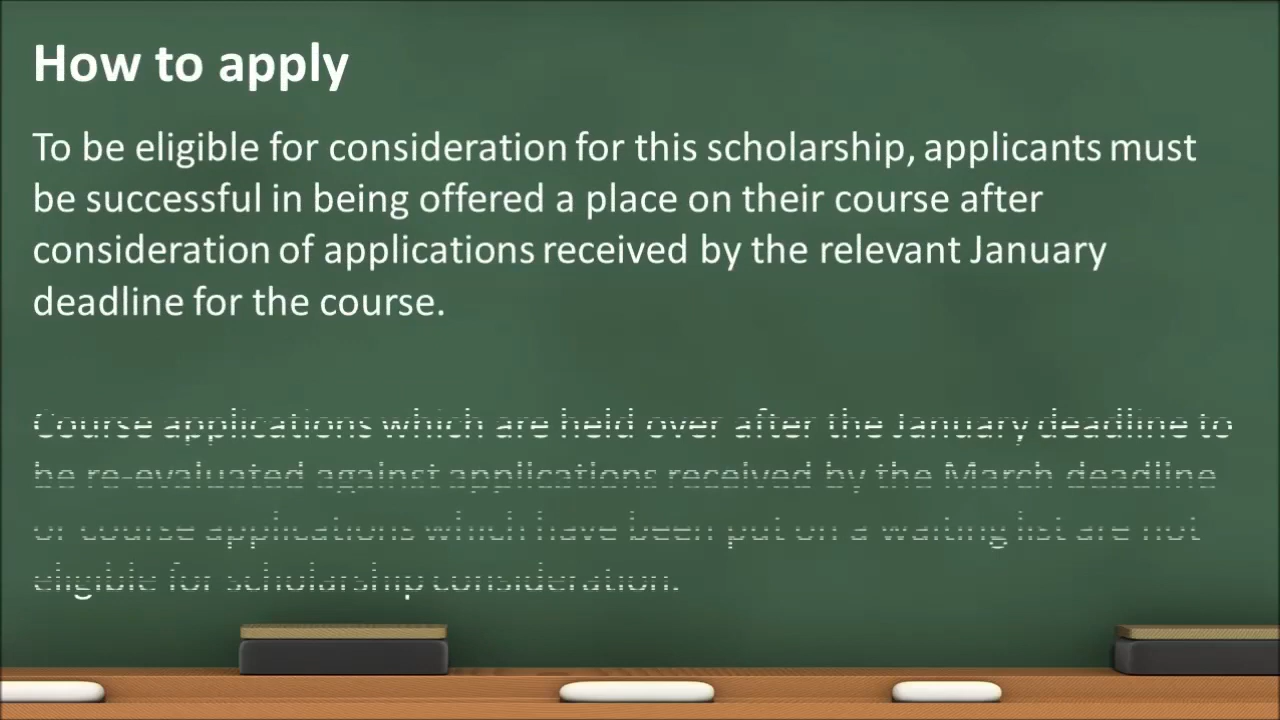 How to apply
To be eligible for consideration for this scholarship, applicants must
be successful in being offered a place on their course after
consideration of applications received by the relevant January
deadline for the course.
Course applications which are held over after the January deadline to
be re-evaluated against applications received by the March deadline
or course applications which have been put on a waiting list are not
eligible for scholarship consideration.